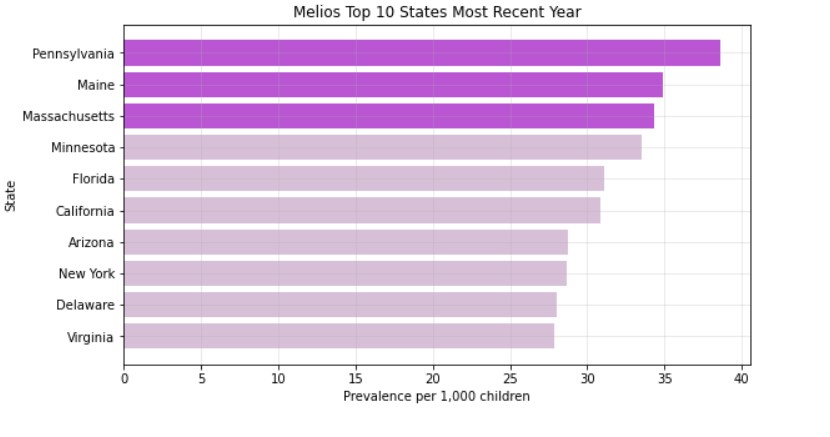 Melios Top 10 States Most Recent Year
State
Pennsylvania
Maine
Massachusetts
Minnesota
Florida
California
Arizona
New York
Delaware
Virginia
0 5 10 15 20 25 30 35 40
Prevalence per 1,000 children